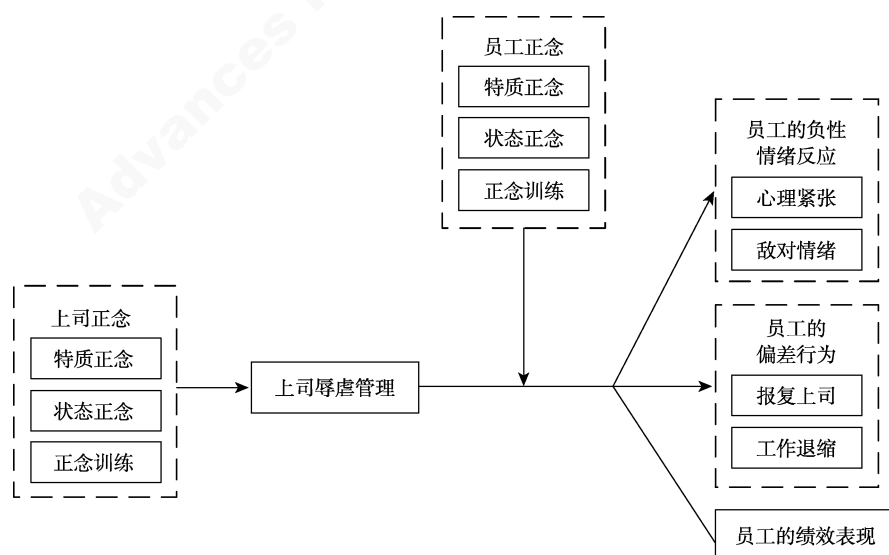 Advances
员工正念
特质正念
状态正念
正念训练
员工的负性
情绪反应
心理紧张
敌对情绪
上司正念
特质正念
状态正念
正念训练
上司辱虐管理
员工的
偏差行为
报复上司
工作退缩
员工的绩效表现